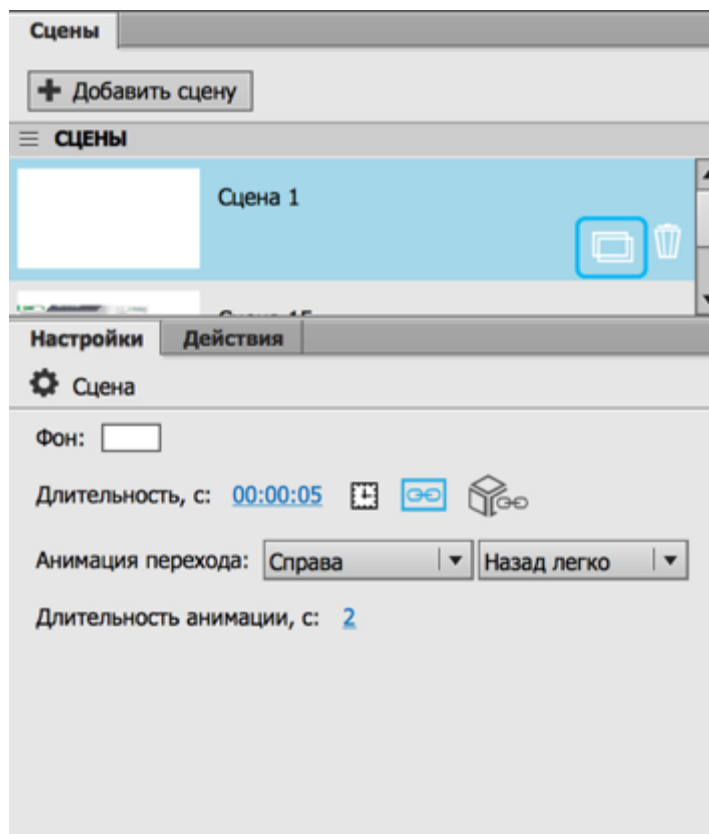 Сцены
Добавить сцену
СЦЕНЫ
Сцена 1
Настройки Действия
Сцена
Фон:
Длительность, с: 00:00:05
Анимация перехода: Справа Назад легко
Длительность анимации, с: 2